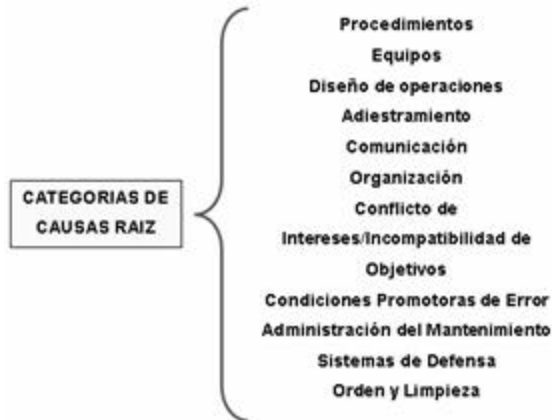 CATEGORIAS DE
CAUSAS RAIZ
Procedimientos
Equipos
Diseño de operaciones
Adiestramiento
Comunicación
Organización
Conflicto de
Intereses/Incompatibilidad de
Objetivos
Condiciones Promotoras de Error
Administración del Mantenimiento
Sistemas de Defensa
Orden y Limpieza